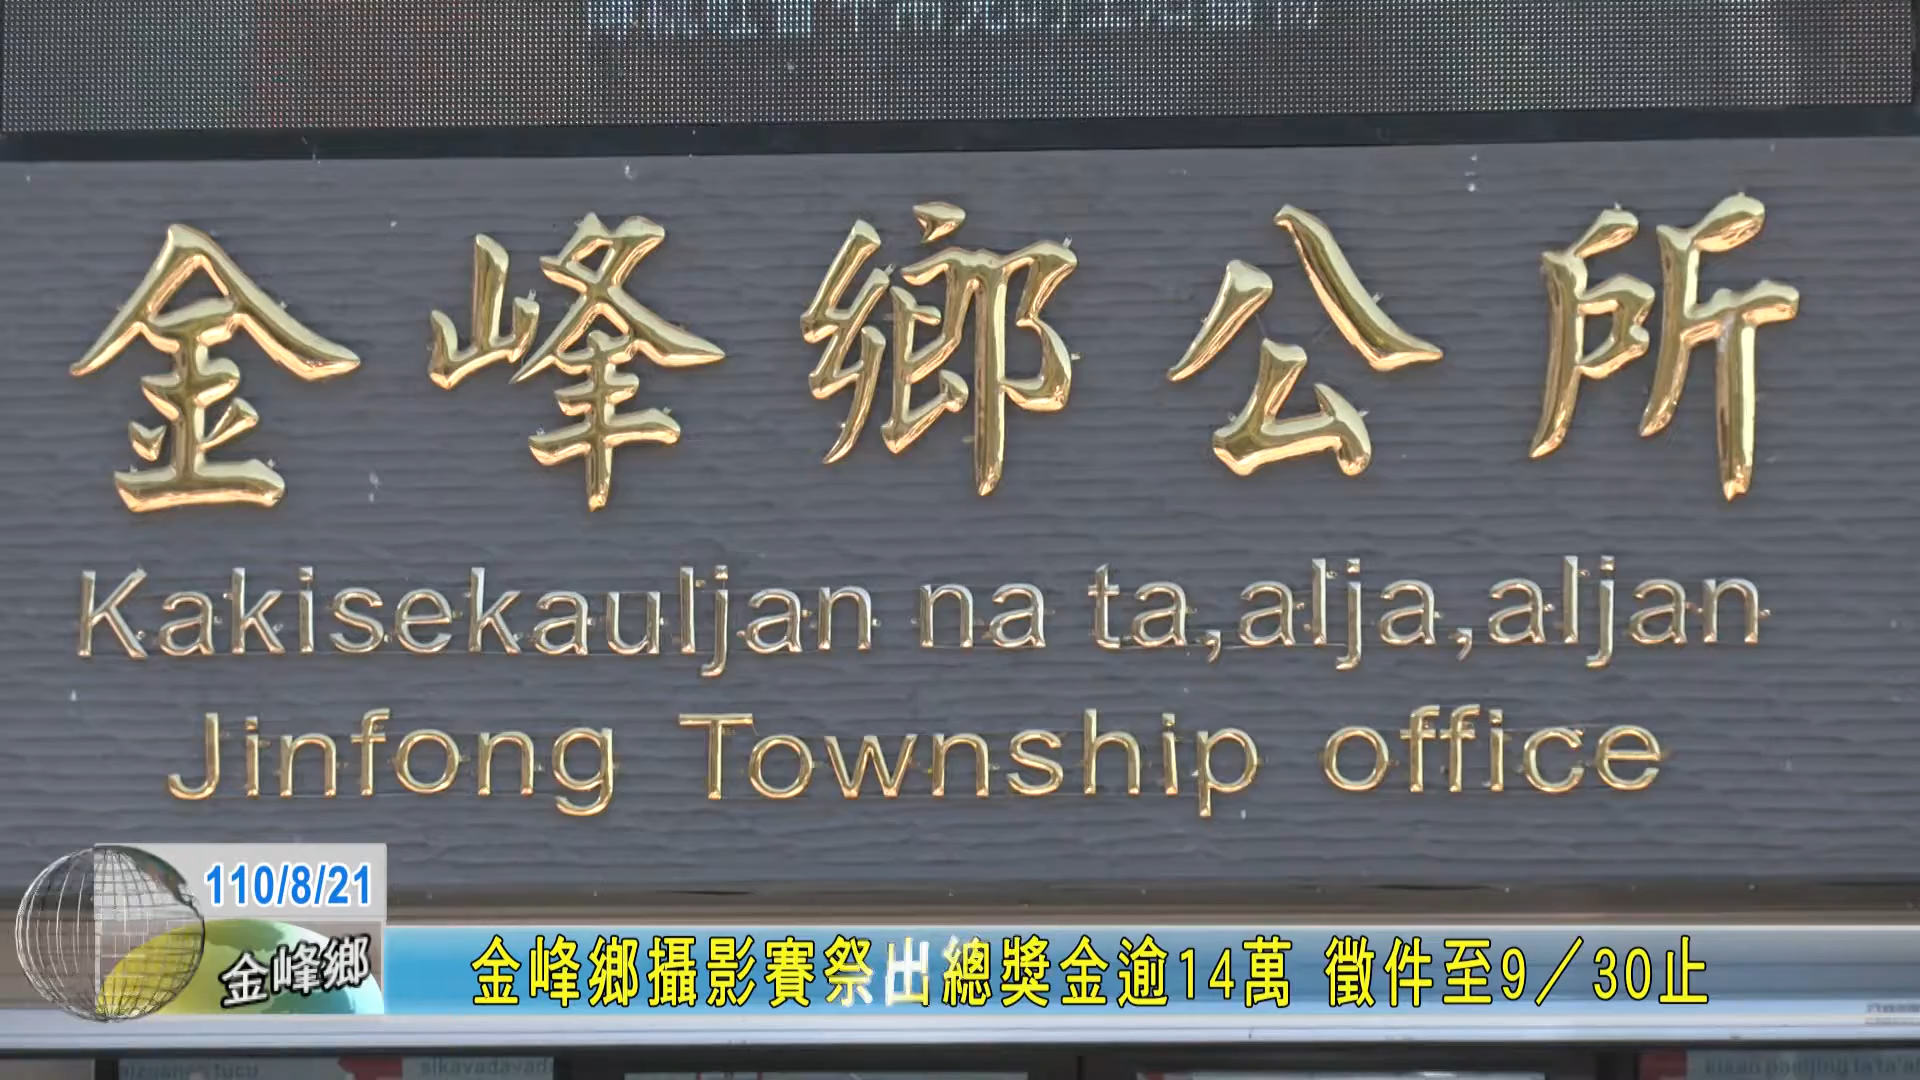 金峰鄉公所
Kakisekauljan na ta,alja,aljan
Jinfong Township office
110/8/21
金峰鄉
金峰鄉攝影賽祭出總獎金逾14萬 徵件至9/30止
sikavadavada